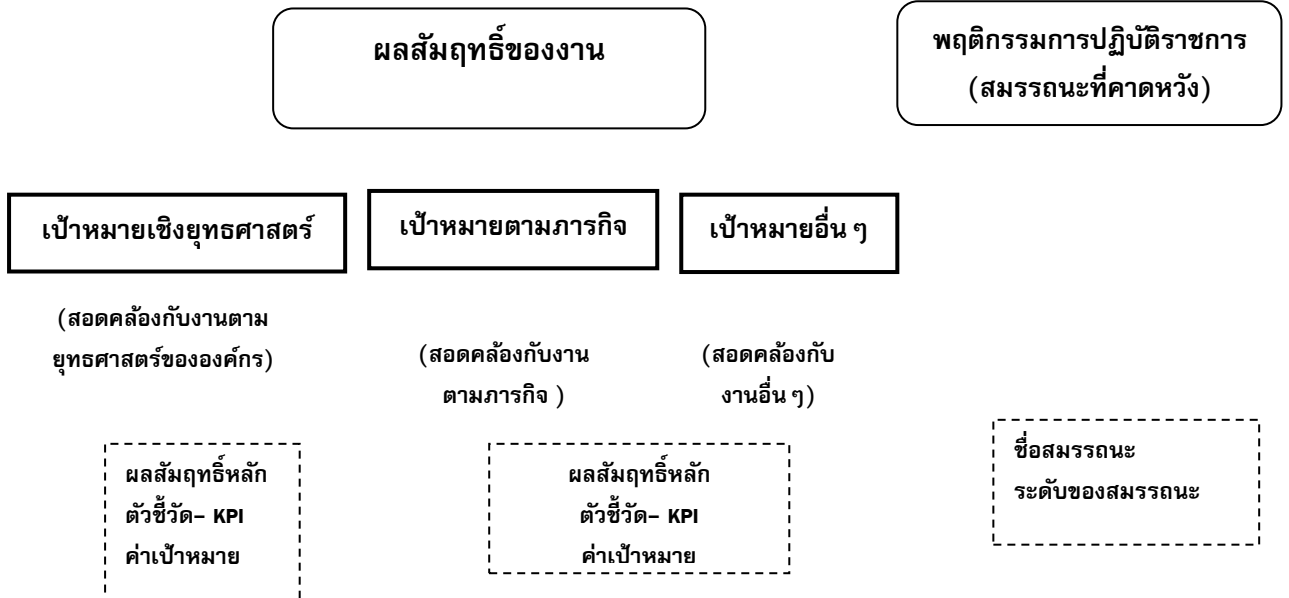 ผลสัมฤทธิ์ของงาน
พฤติกรรมการปฏิบัติราชการ
(สมรรถนะที่คาดหวัง)
เป้าหมายเชิงยุทธศาสตร์
เป้าหมายตามภารกิจ
เป้าหมายอื่น ๆ
(สอดคล้องกับงานตาม
ยุทธศาสตร์ขององค์กร)
(สอดคล้องกับงาน
ตามภารกิจ )
(สอดคล้องกับ
งานอื่น ๆ)
ผลสัมฤทธิ์หลัก
ตัวชี้วัด– KPI
ค่าเป้าหมาย
ผลสัมฤทธิ์หลัก
ตัวชี้วัด– KPI
ค่าเป้าหมาย
ชื่อสมรรถนะ
ระดับของสมรรถนะ